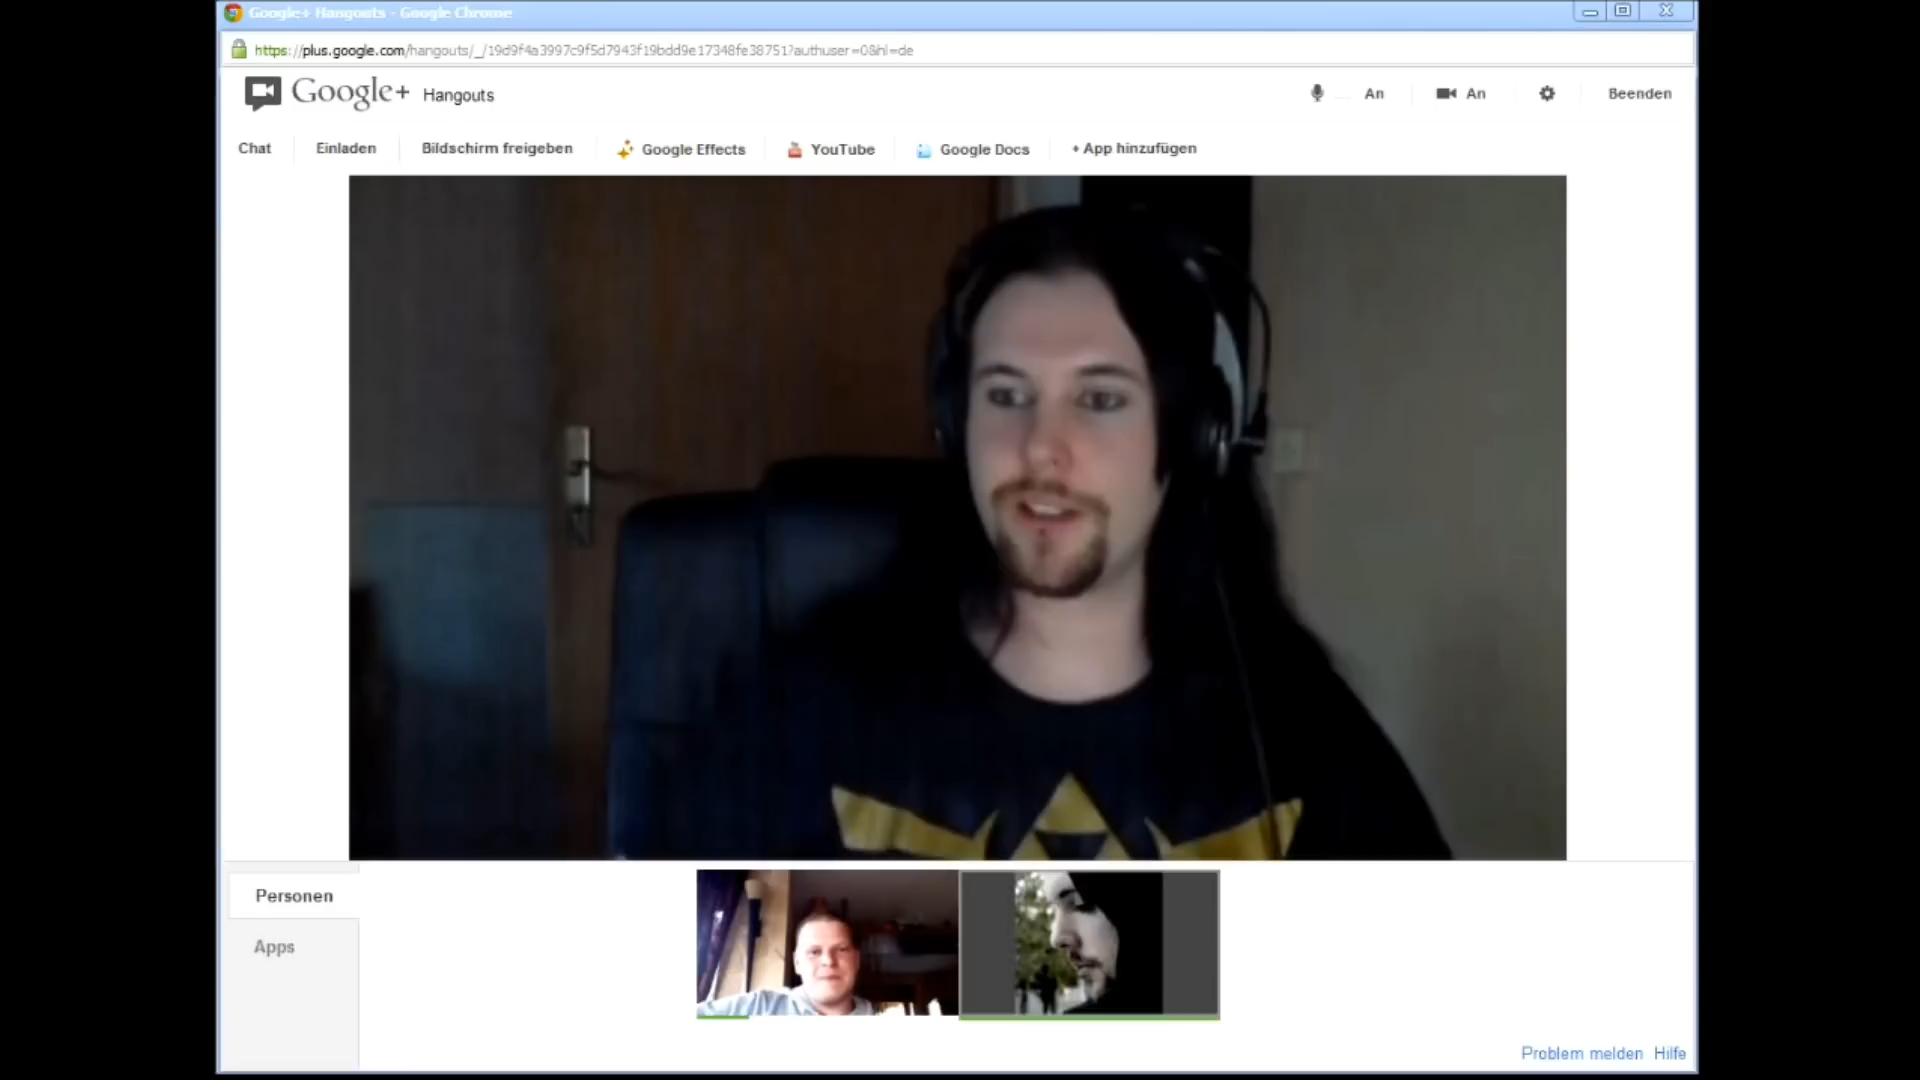 Google+ Hangouts - Google Chrome
https://plus.google.com/hangouts/_/19d9f4a3997c9f5d7943f19bdd9e17348fe38751?authuser=0&hl=de
Google+ Hangouts
An An Beenden
Chat Einladen Bildschirm freigeben Google Effects YouTube Google Docs + App hinzufügen
Personen
Apps
Problem melden Hilfe